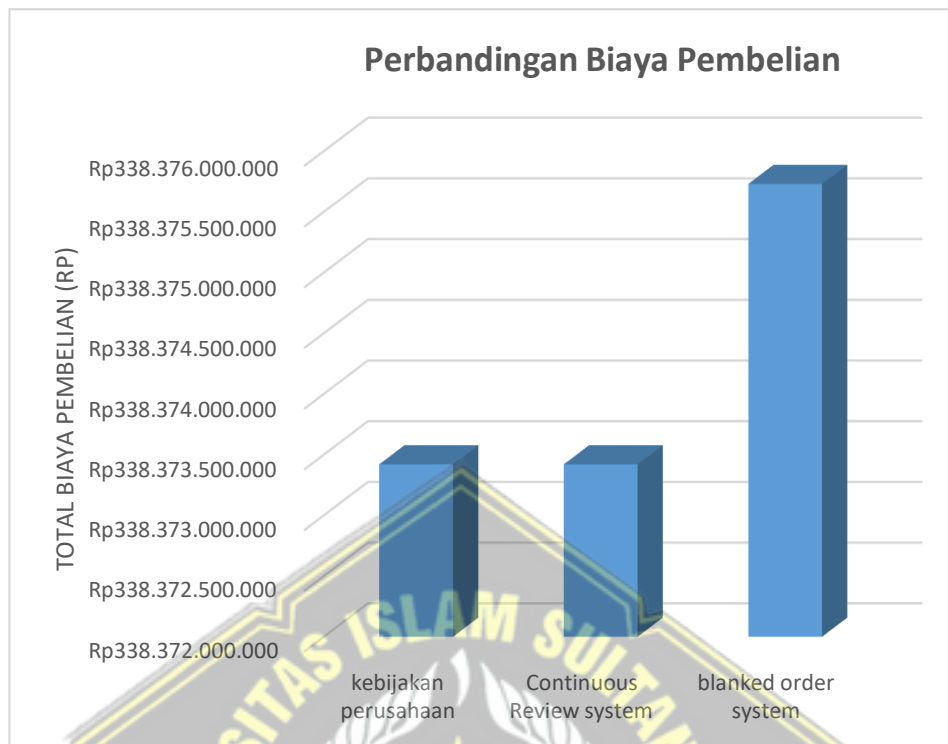 Perbandingan Biaya Pembelian
TOTAL BIAYA PEMBELIAN (RP)
Rp338.376.000.000
Rp338.375.500.000
Rp338.375.000.000
Rp338.374.500.000
Rp338.374.000.000
Rp338.373.500.000
Rp338.373.000.000
Rp338.372.500.000
Rp338.372.000.000
kebijakan
perusahaan
Continuous
Review system
blanked order
system
ISLAM